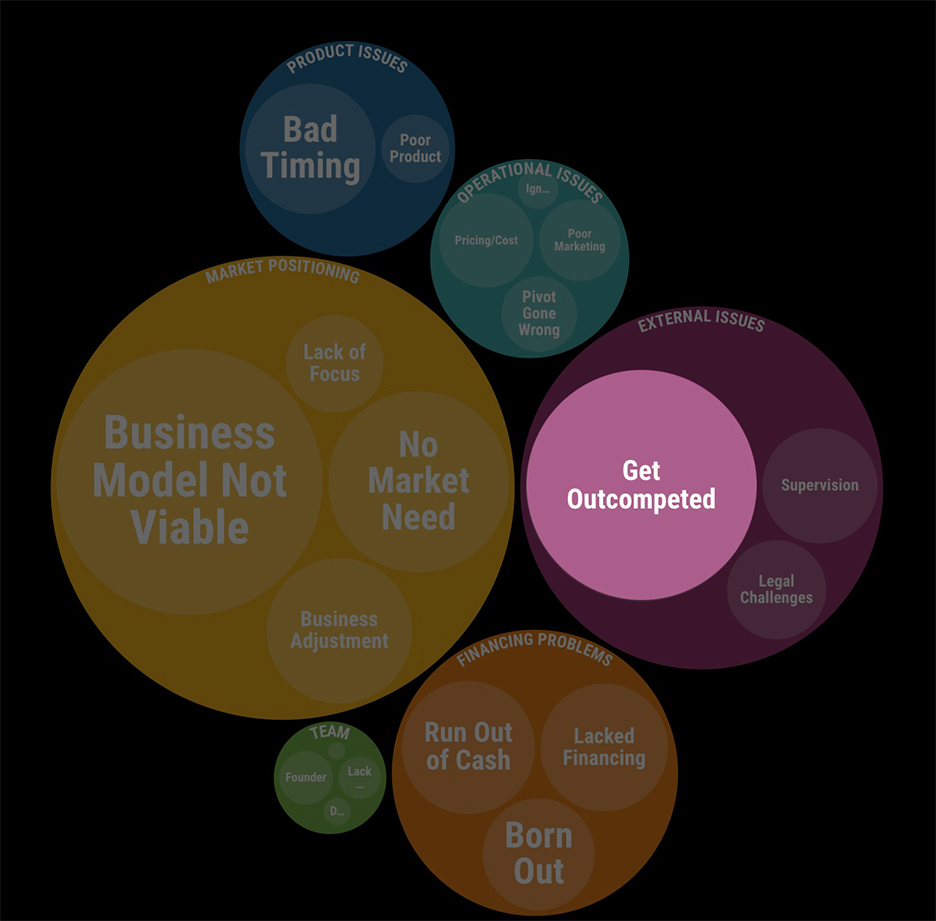 PRODUCT ISSUES
Bad
Timing
Poor
Product
OPERATIONAL ISSUES
Ign...
Pricing/Cost
Poor
Marketing
Pivot
Gone
Wrong
MARKET POSITIONING
Lack of
Focus
Business
Model Not
Viable
No
Market
Need
Business
Adjustment
EXTERNAL ISSUES
Get
Outcompeted
Supervision
Legal
Challenges
FINANCING PROBLEMS
Run Out
of Cash
Lacked
Financing
Born
Out
TEAM
Founder
Lack
...
D...